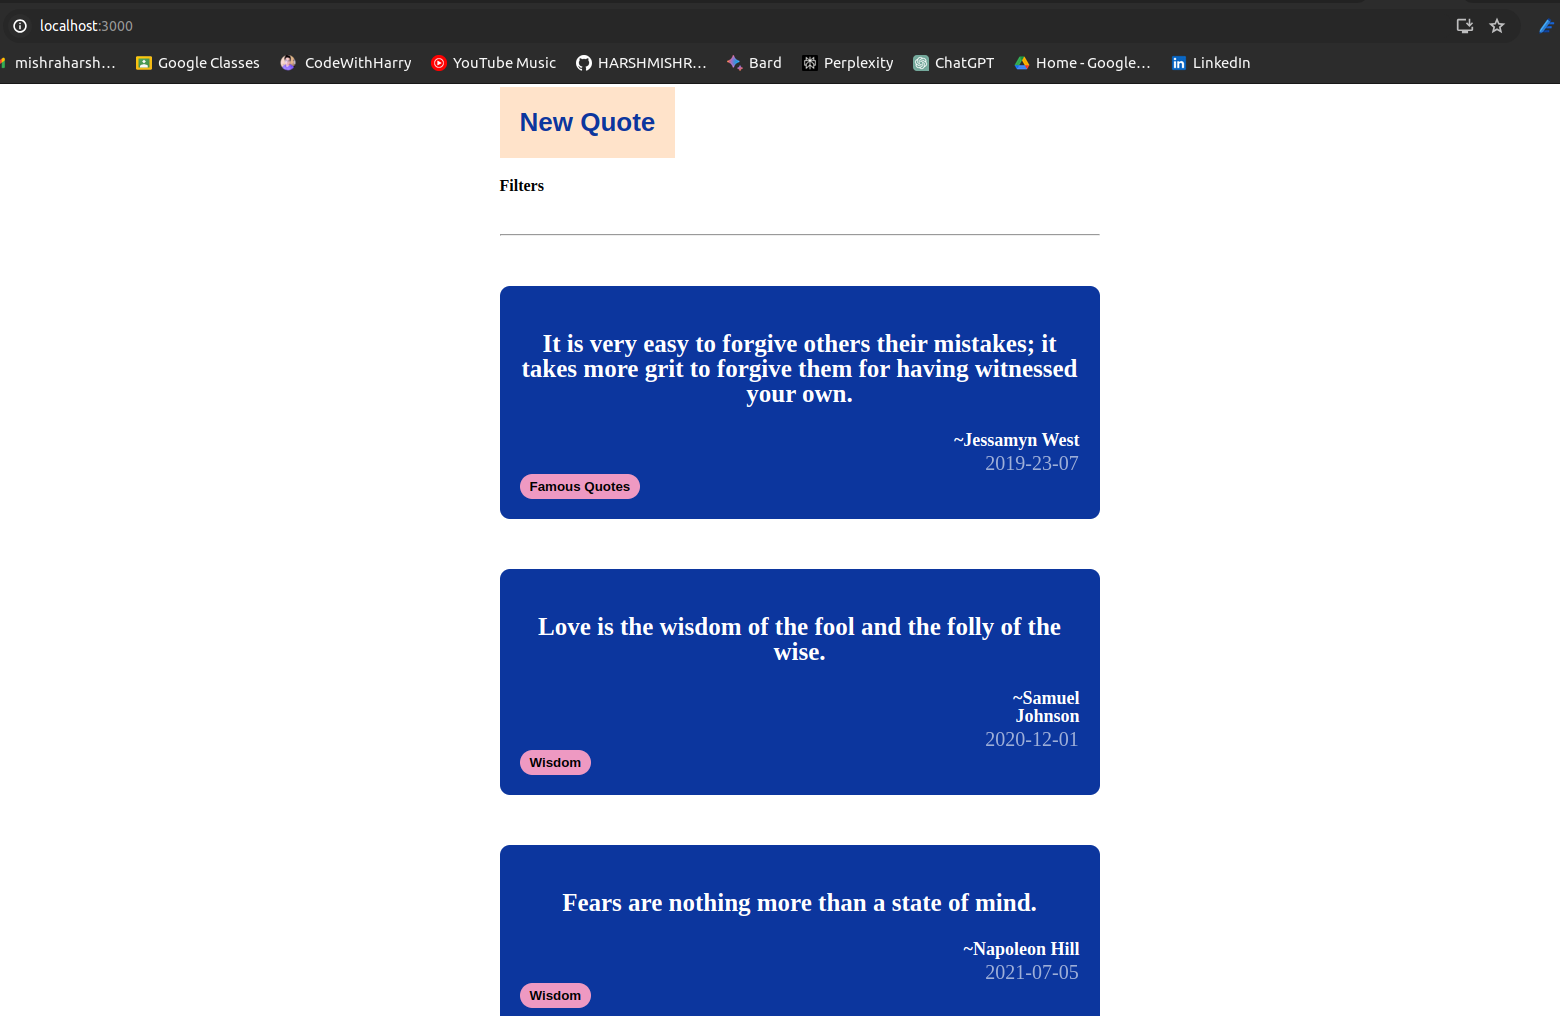 localhost:3000
mishraharsh… Google Classes CodeWithHarry YouTube Music HARSHMISHR… Bard Perplexity ChatGPT Home - Google… LinkedIn
New Quote
Filters
It is very easy to forgive others their mistakes; it
takes more grit to forgive them for having witnessed
your own.
~Jessamyn West
2019-23-07
Famous Quotes
Love is the wisdom of the fool and the folly of the
wise.
~Samuel
Johnson
2020-12-01
Wisdom
Fears are nothing more than a state of mind.
~Napoleon Hill
2021-07-05
Wisdom